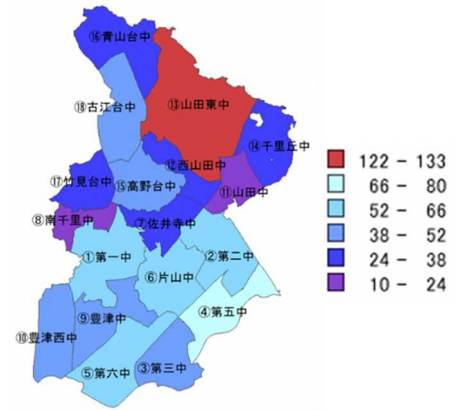 ⑯青山台中
⑱古江台中
⑬山田東中
⑭千里丘中
⑫西山田中
⑰竹見台中
⑮高野台中
⑪山田中
⑧南千里中
⑦佐井寺中
①第一中
②第二中
⑥片山中
④第五中
⑨豊津中
⑩豊津西中
③第三中
⑤第六中
122 - 133
66 - 80
52 - 66
38 - 52
24 - 38
10 - 24